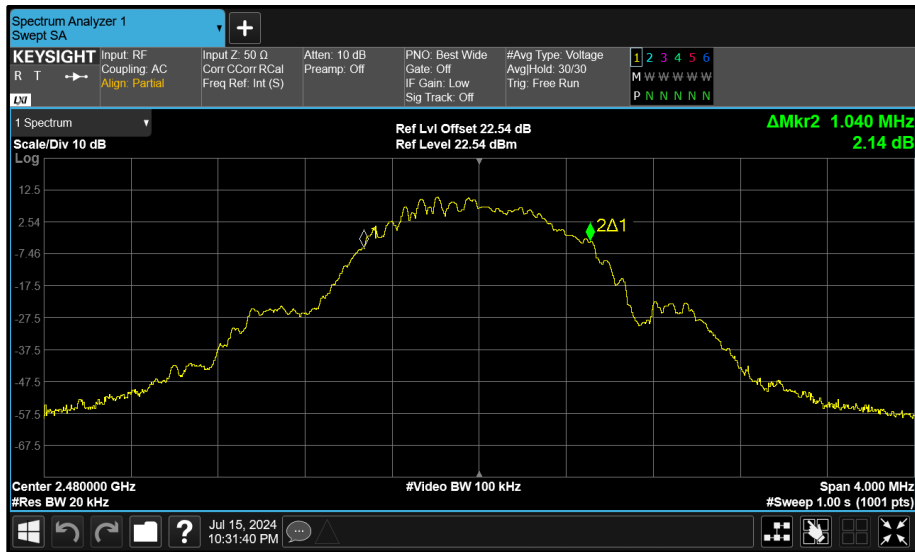 Spectrum Analyzer 1
Swept SA
KEYSIGHT
R T
LXI
Input: RF
Coupling: AC
Align: Partial
Input Z: 50 Ω
Corr CCorr RCal
Freq Ref: Int (S)
Atten: 10 dB
Preamp: Off
PNO: Best Wide
Gate: Off
IF Gain: Low
Sig Track: Off
#Avg Type: Voltage
Avg|Hold: 30/30
Trig: Free Run
1 2 3 4 5 6
M W W W W W
P N N N N N
1 Spectrum
Scale/Div 10 dB
Log
Ref Lvl Offset 22.54 dB
Ref Level 22.54 dBm
ΔMkr2 1.040 MHz
2.14 dB
12.5
2.54
2Δ1
-7.46
-17.5
-27.5
-37.5
-47.5
-57.5
-67.5
Center 2.480000 GHz
#Video BW 100 kHz
Span 4.000 MHz
#Res BW 20 kHz
#Sweep 1.00 s (1001 pts)
?
Jul 15, 2024
10:31:40 PM